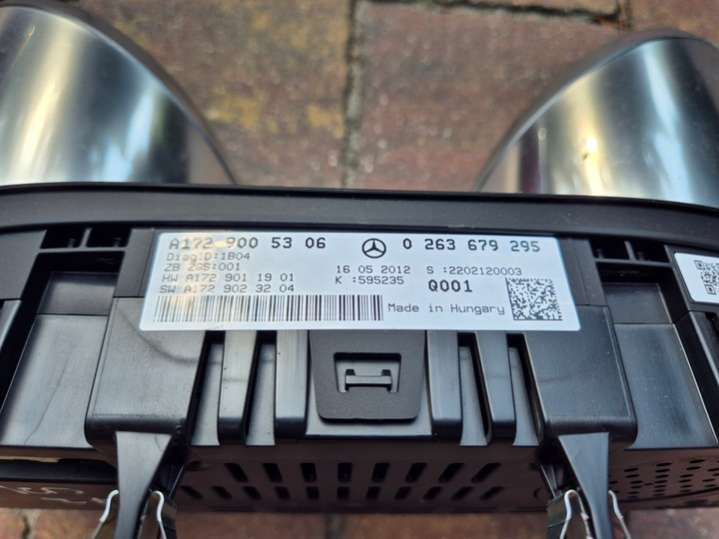 A172 900 53 06 0 263 679 295
Diag.D:1B04
ZB ZGS:001 16 05 2012 S :2202120003
HW A172 901 19 01 K :595235 Q001
SW A172 902 32 04
Made in Hungary